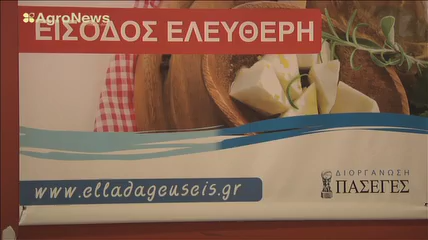 AgroNews
ΕΙΣΟΔΟΣ ΕΛΕΥΘΕΡΗ
www.elladageuseis.gr
ΔΙΟΡΓΑΝΩΣΗ
ΠΑΣΕΓΕΣ